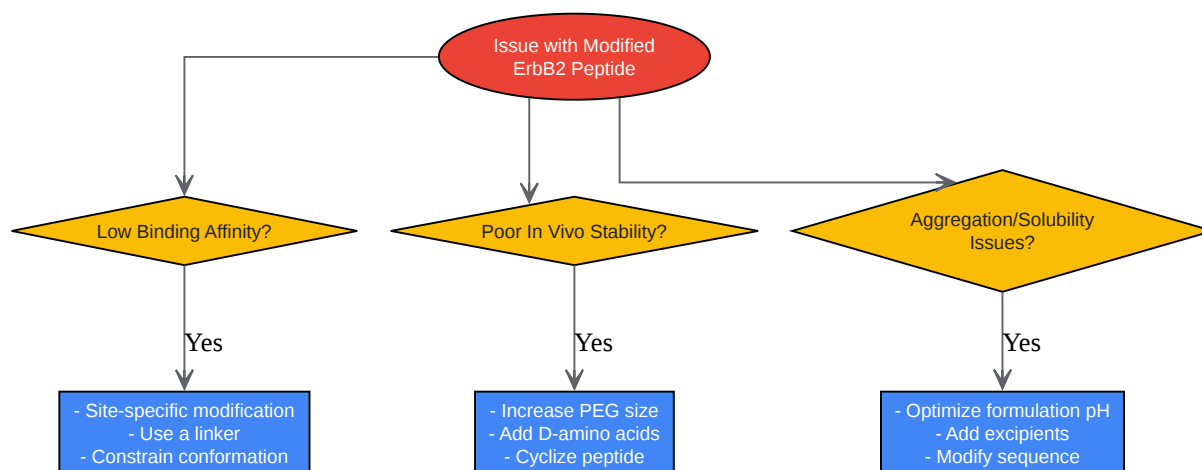 Issue with Modified
ErbB2 Peptide
Low Binding Affinity?
Poor In Vivo Stability?
Aggregation/Solubility
Issues?
Yes
Yes
Yes
- Site-specific modification
- Use a linker
- Constrain conformation
- Increase PEG size
- Add D-amino acids
- Cyclize peptide
- Optimize formulation pH
- Add excipients
- Modify sequence